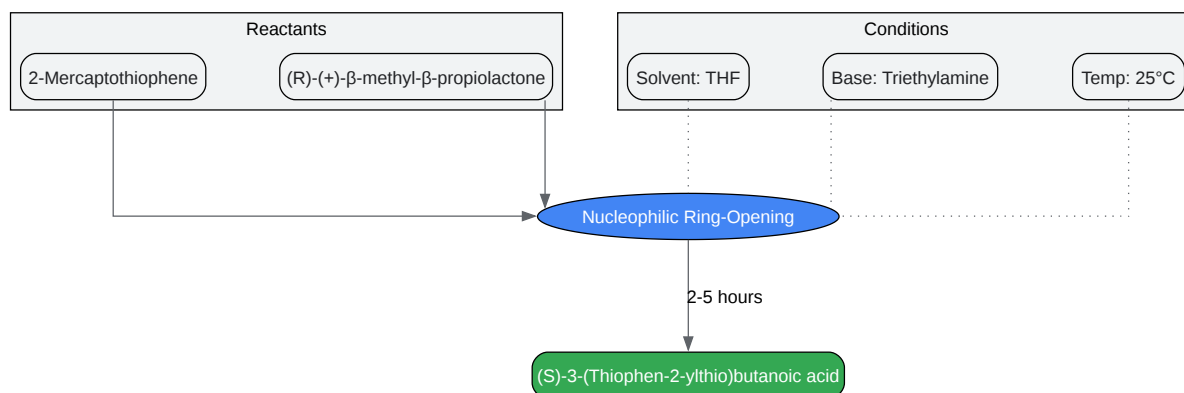 Reactants
Conditions
2-Mercaptothiophene
(R)-(+)-β-methyl-β-propiolactone
Solvent: THF
Base: Triethylamine
Temp: 25°C
Nucleophilic Ring-Opening
2-5 hours
(S)-3-(Thiophen-2-ylthio)butanoic acid